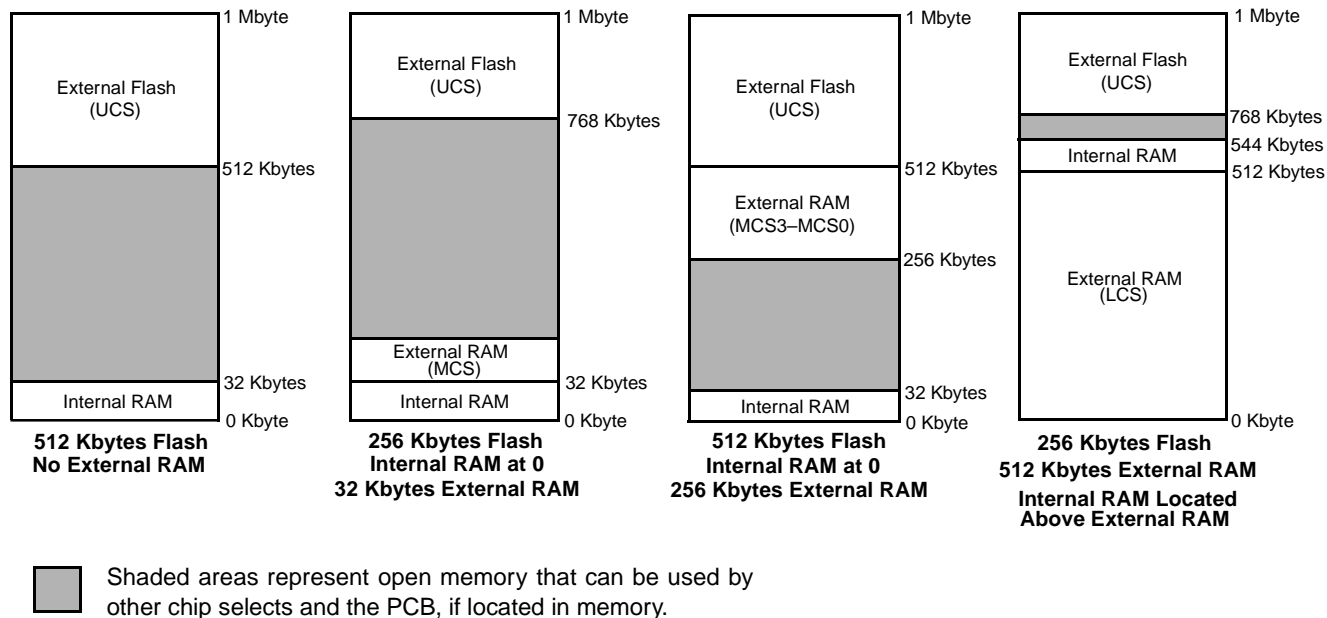 1 Mbyte
External Flash
(UCS)
512 Kbytes
32 Kbytes
Internal RAM
0 Kbyte
512 Kbytes Flash
No External RAM
1 Mbyte
External Flash
(UCS)
768 Kbytes
External RAM
(MCS)
32 Kbytes
Internal RAM
0 Kbyte
256 Kbytes Flash
Internal RAM at 0
32 Kbytes External RAM
1 Mbyte
External Flash
(UCS)
512 Kbytes
External RAM
(MCS3–MCS0)
256 Kbytes
32 Kbytes
Internal RAM
0 Kbyte
512 Kbytes Flash
Internal RAM at 0
256 Kbytes External RAM
1 Mbyte
External Flash
(UCS)
768 Kbytes
544 Kbytes
Internal RAM
512 Kbytes
External RAM
(LCS)
0 Kbyte
256 Kbytes Flash
512 Kbytes External RAM
Internal RAM Located
Above External RAM
Shaded areas represent open memory that can be used by
other chip selects and the PCB, if located in memory.